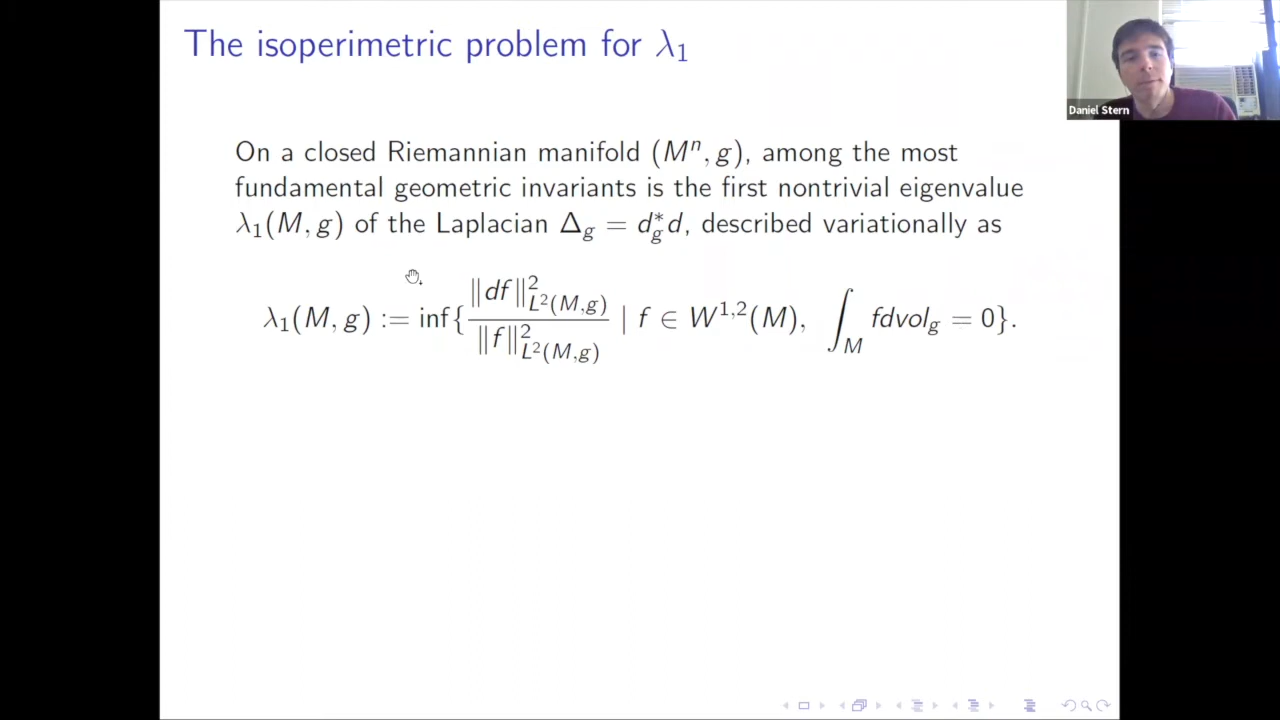 The isoperimetric problem for λ₁
Daniel Stern
On a closed Riemannian manifold (Mⁿ, g), among the most
fundamental geometric invariants is the first nontrivial eigenvalue
λ₁(M, g) of the Laplacian Δ_g = d_g^* d, described variationally as
λ₁(M, g) := inf{ ‖df‖²_{L²(M,g)} / ‖f‖²_{L²(M,g)} | f ∈ W^{1,2}(M), ∫_M fdvol_g = 0}.